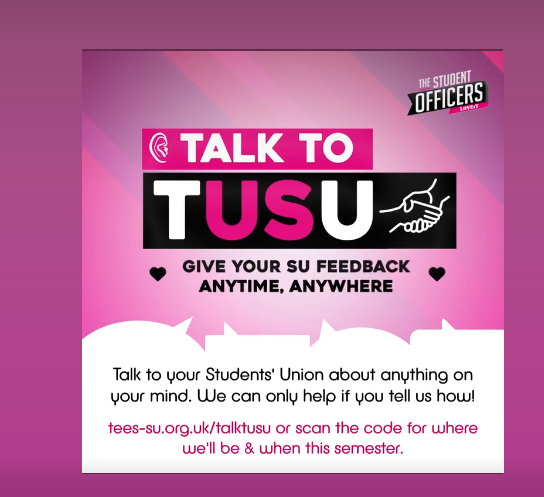 THE STUDENT
OFFICERS
TALK TO
TUSU
GIVE YOUR SU FEEDBACK
ANYTIME, ANYWHERE
Talk to your Students' Union about anything on
your mind. We can only help if you tell us how!
tees-su.org.uk/talktusu or scan the code for where
we'll be & when this semester.